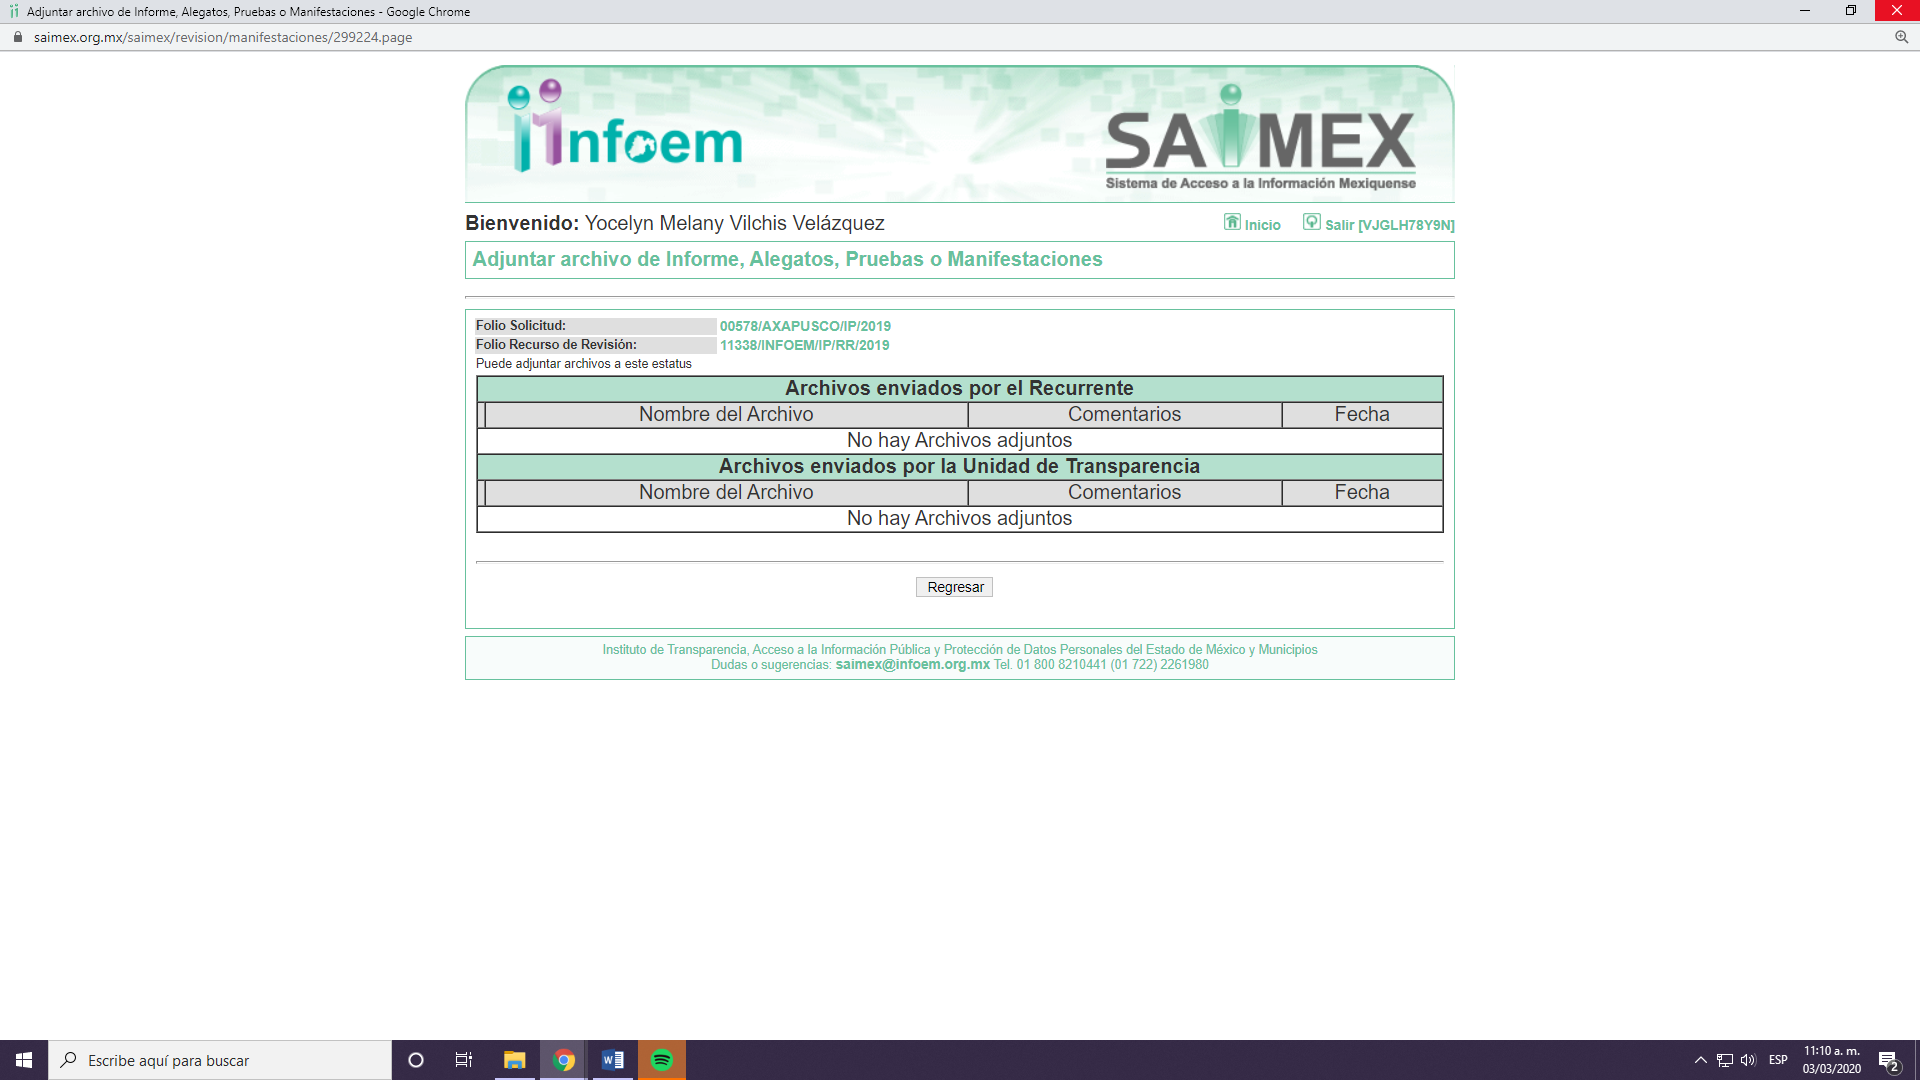 Adjuntar archivo de Informe, Alegatos, Pruebas o Manifestaciones - Google Chrome
saimex.org.mx/saimex/revision/manifestaciones/299224.page
infoem
SAIMEX
Sistema de Acceso a la Información Mexiquense
Bienvenido: Yocelyn Melany Vilchis Velázquez
Inicio Salir [VJGLH78Y9N]
Adjuntar archivo de Informe, Alegatos, Pruebas o Manifestaciones
Folio Solicitud: 00578/AXAPUSCO/IP/2019
Folio Recurso de Revisión: 11338/INFOEM/IP/RR/2019
Puede adjuntar archivos a este estatus
Archivos enviados por el Recurrente
Nombre del Archivo Comentarios Fecha
No hay Archivos adjuntos
Archivos enviados por la Unidad de Transparencia
Nombre del Archivo Comentarios Fecha
No hay Archivos adjuntos
Regresar
Instituto de Transparencia, Acceso a la Información Pública y Protección de Datos Personales del Estado de México y Municipios
Dudas o sugerencias: saimex@infoem.org.mx Tel. 01 800 8210441 (01 722) 2261980
Escribe aquí para buscar
ESP
11:10 a. m.
03/03/2020
2